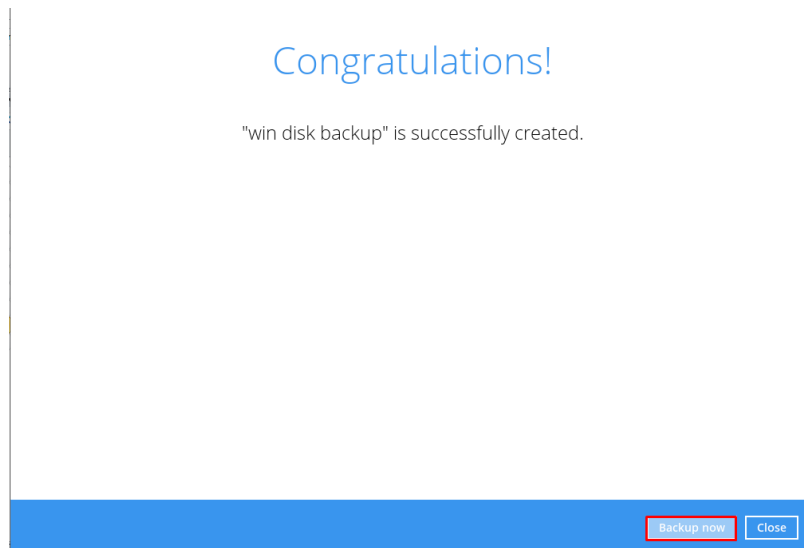 Congratulations!
"win disk backup" is successfully created.
Backup now
Close